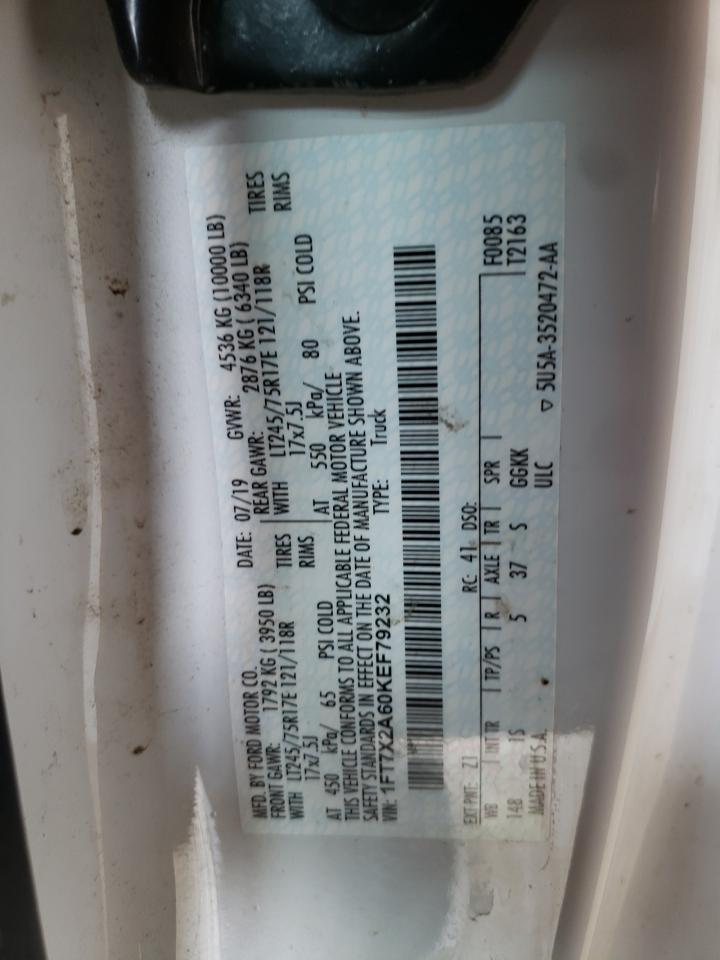 MFD. BY FORD MOTOR CO.
DATE: 07/19 GVWR: 4536 KG (10000 LB)
FRONT GAWR: 1792 KG ( 3950 LB) REAR GAWR: 2876 KG ( 6340 LB)
WITH LT245/75R17E 121/118R TIRES WITH LT245/75R17E 121/118R TIRES
17x7.5J RIMS 17x7.5J RIMS
AT 450 kPa/ 65 PSI COLD AT 550 kPa/ 80 PSI COLD
THIS VEHICLE CONFORMS TO ALL APPLICABLE FEDERAL MOTOR VEHICLE
SAFETY STANDARDS IN EFFECT ON THE DATE OF MANUFACTURE SHOWN ABOVE.
VIN: 1FT7X2A60KEF79232 TYPE: Truck
EXT PNT: Z1 RC: 41 DSO: F0085
WB INT TR TP/PS R AXLE TR SPR T2163
148 1S 5 37 S GGKK
MADE IN U.S.A. ULC ▽ 5U5A-3520472-AA